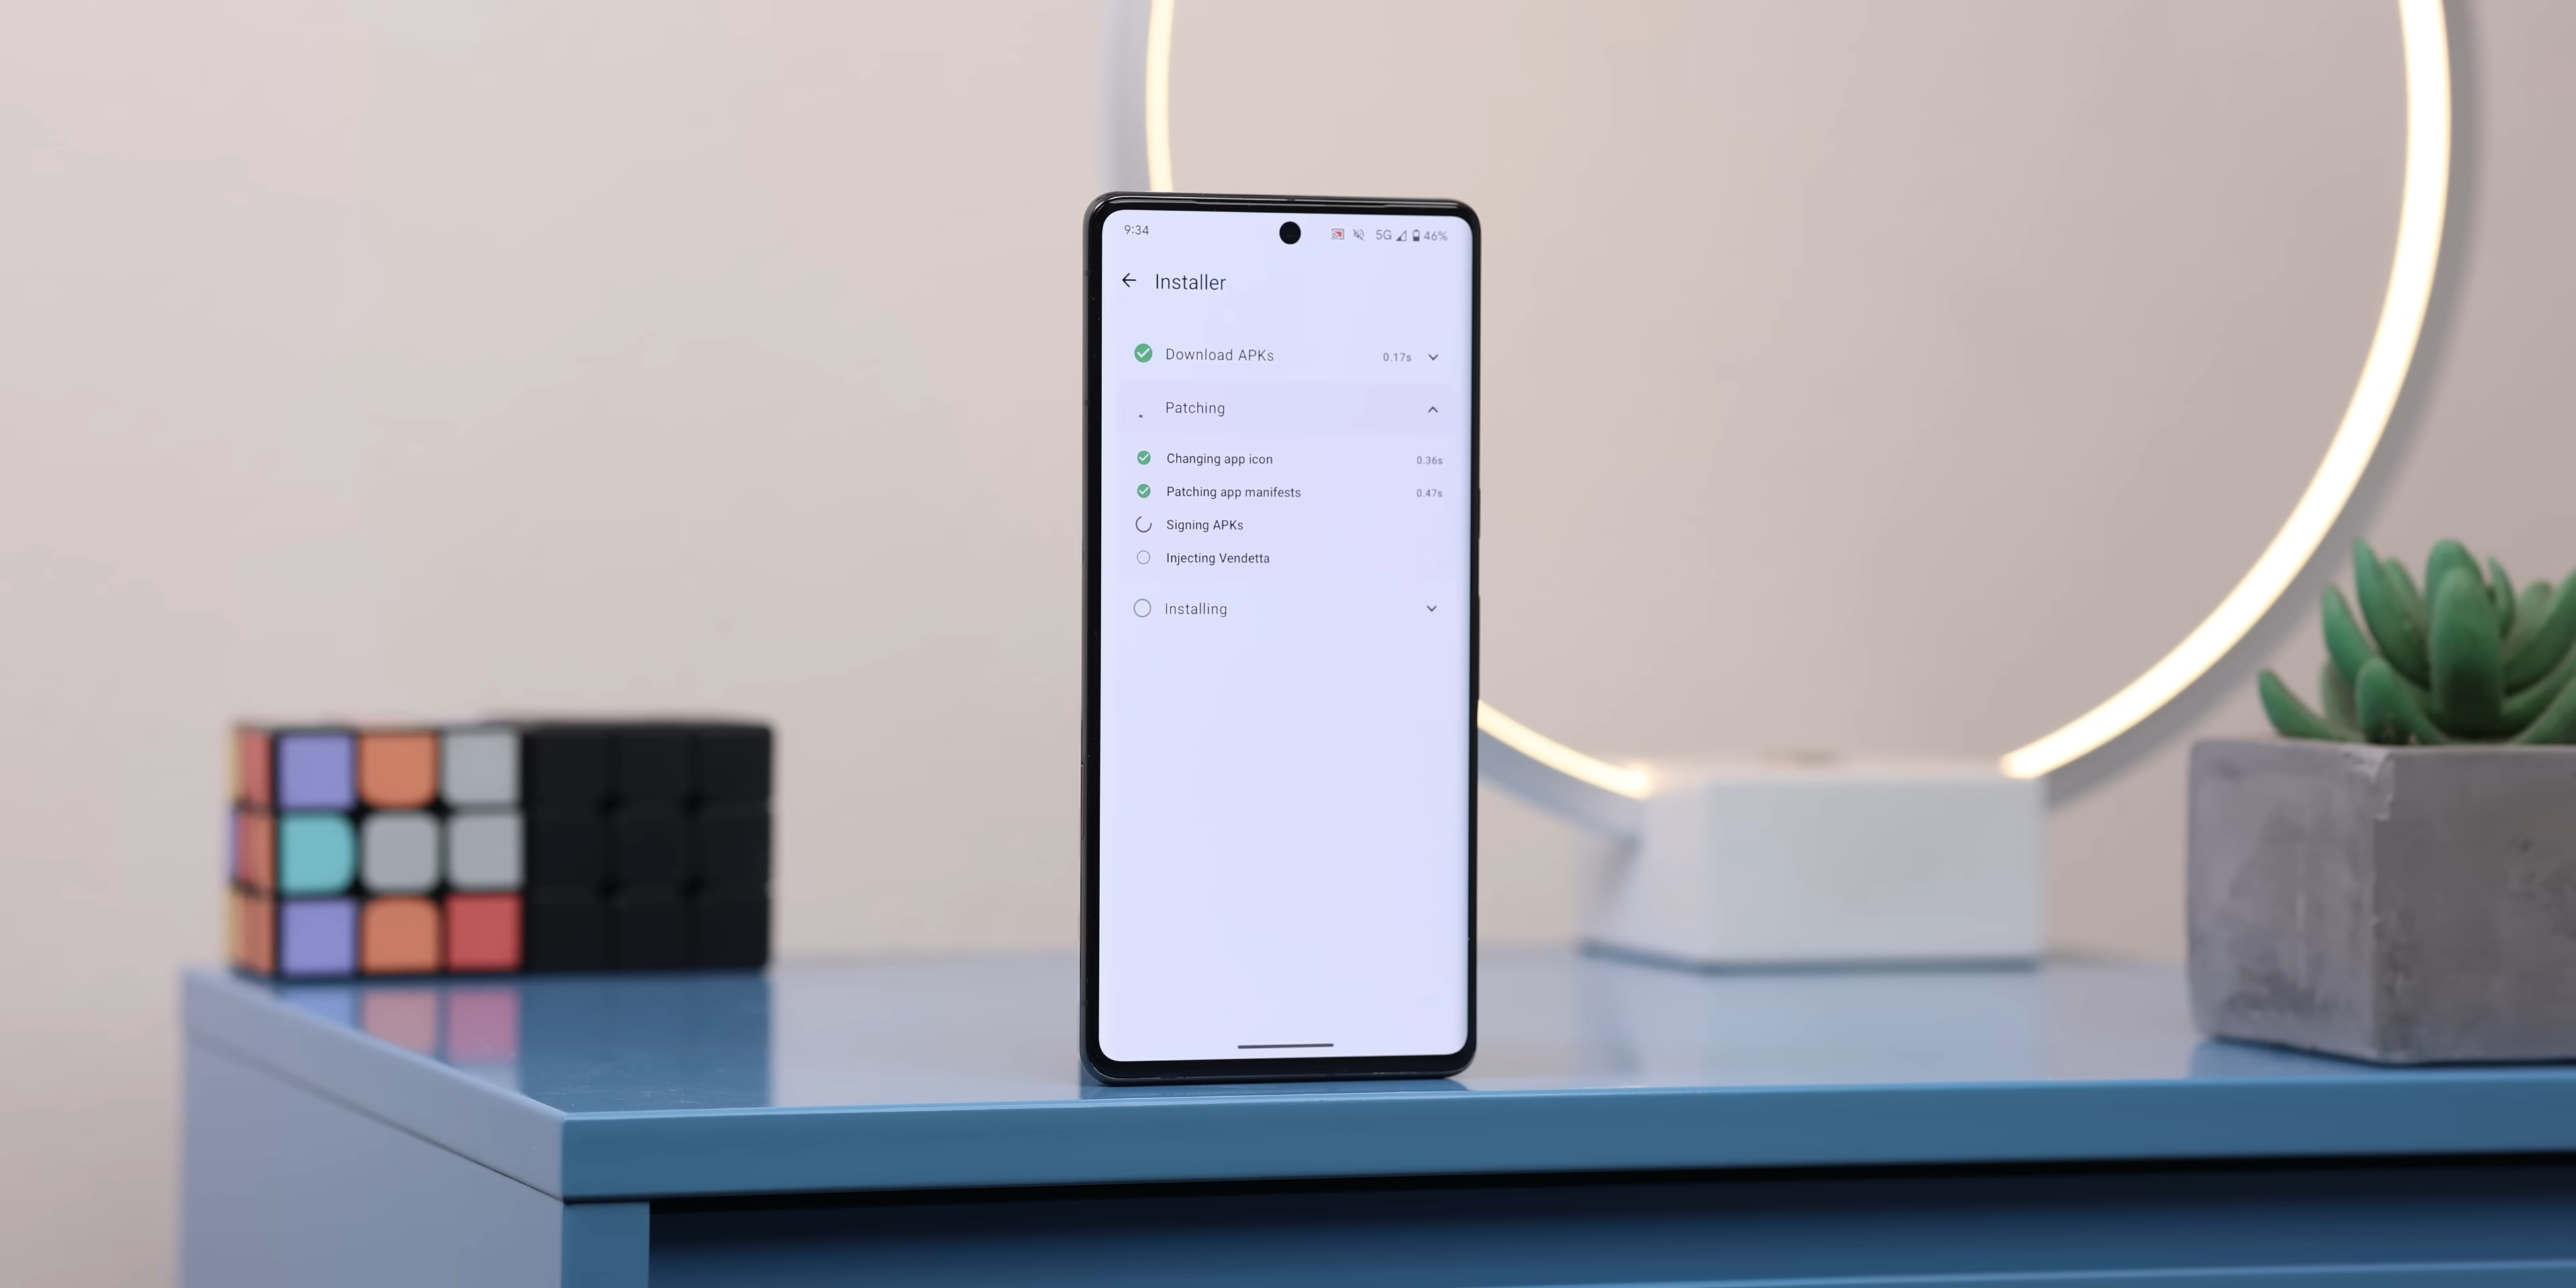 9:34 5G 46%
Installer
Download APKs 0.17s
Patching
Changing app icon 0.36s
Patching app manifests 0.47s
Signing APKs
Injecting Vendetta
Installing